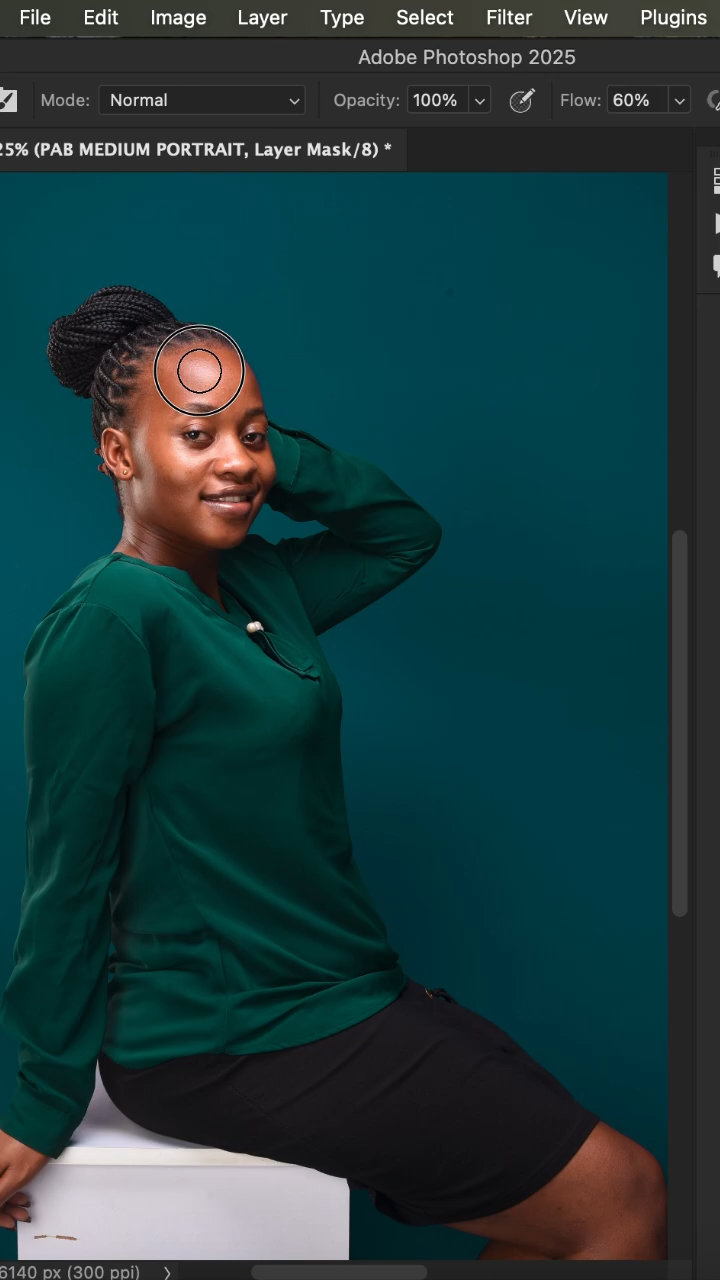 File Edit Image Layer Type Select Filter View Plugins
Adobe Photoshop 2025
Mode: Normal Opacity: 100% Flow: 60%
25% (PAB MEDIUM PORTRAIT, Layer Mask/8) *
6140 px (300 ppi)